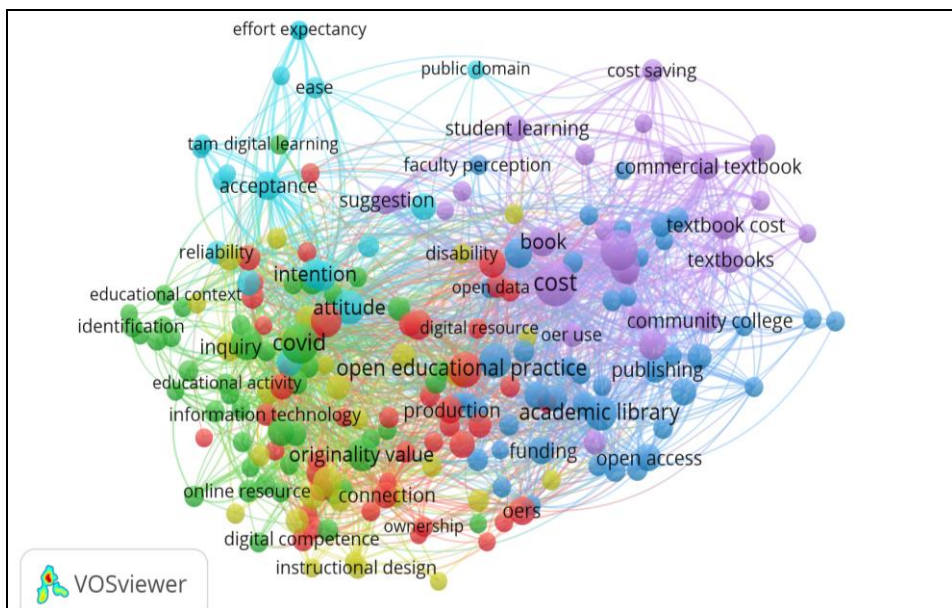 effort expectancy
public domain
cost saving
ease
student learning
tam digital learning
faculty perception
commercial textbook
acceptance
suggestion
textbook cost
book
reliability
disability
textbooks
intention
cost
open data
educational context
attitude
identification
digital resource
community college
oer use
covid
inquiry
open educational practice
publishing
educational activity
information technology
production
academic library
originality value
funding
open access
online resource
connection
oers
ownership
digital competence
instructional design
VOSviewer